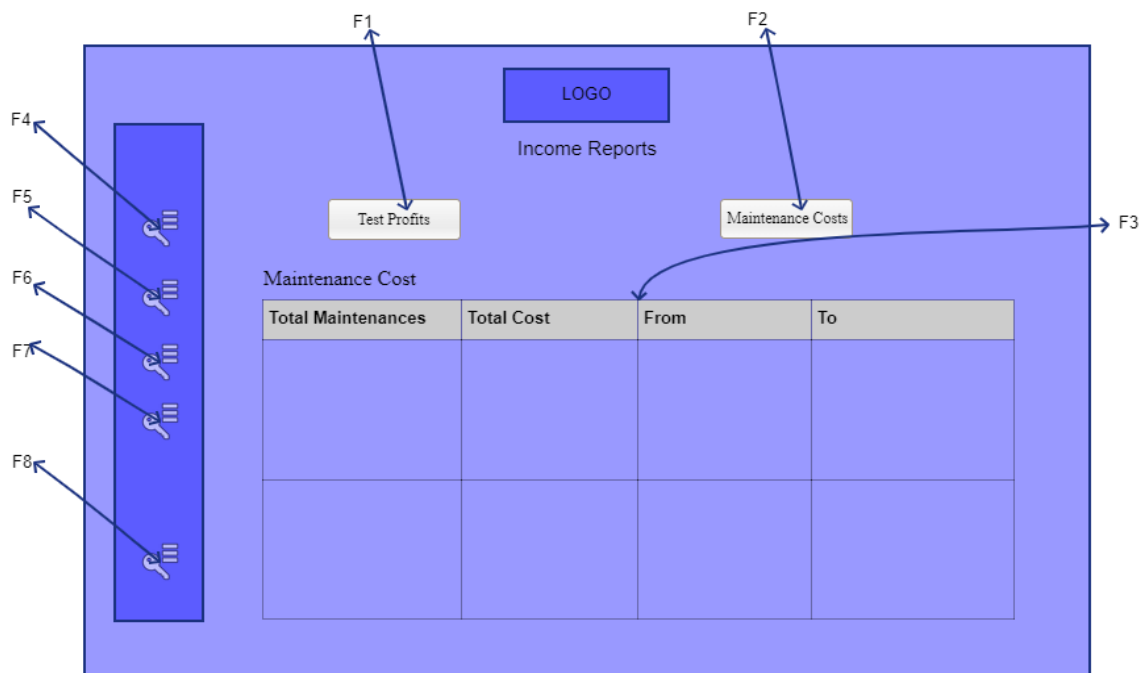 F1
F2
LOGO
F4
Income Reports
F5
Test Profits
Maintenance Costs
F3
F6
Maintenance Cost
Total Maintenances
Total Cost
From
To
F7
F8